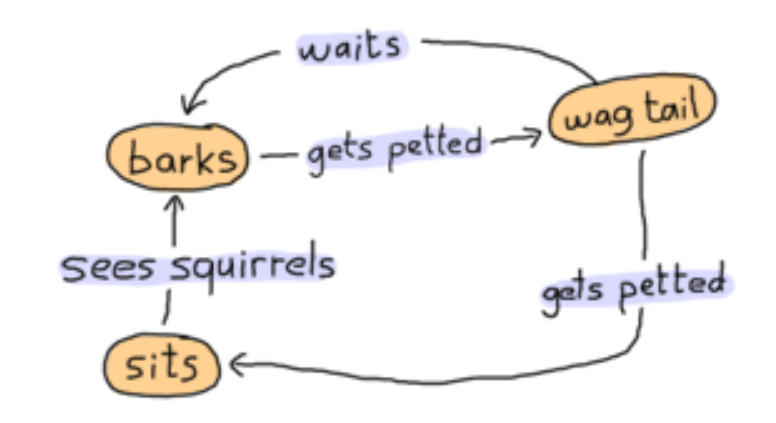 waits
wag tail
barks
gets petted
sees squirrels
gets petted
sits